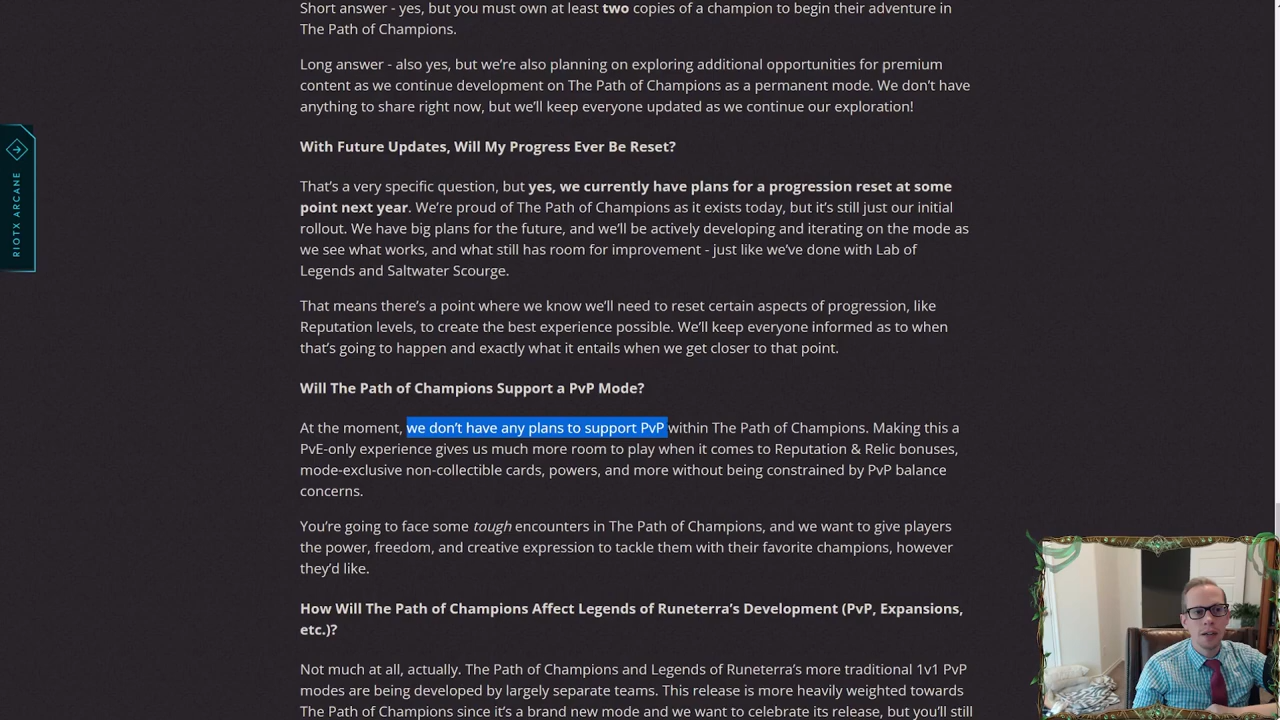 Short answer - yes, but you must own at least two copies of a champion to begin their adventure in
The Path of Champions.
Long answer - also yes, but we're also planning on exploring additional opportunities for premium
content as we continue development on The Path of Champions as a permanent mode. We don't have
anything to share right now, but we'll keep everyone updated as we continue our exploration!
With Future Updates, Will My Progress Ever Be Reset?
That's a very specific question, but yes, we currently have plans for a progression reset at some
point next year. We're proud of The Path of Champions as it exists today, but it's still just our initial
rollout. We have big plans for the future, and we'll be actively developing and iterating on the mode as
we see what works, and what still has room for improvement - just like we've done with Lab of
Legends and Saltwater Scourge.
That means there's a point where we know we'll need to reset certain aspects of progression, like
Reputation levels, to create the best experience possible. We'll keep everyone informed as to when
that's going to happen and exactly what it entails when we get closer to that point.
Will The Path of Champions Support a PvP Mode?
At the moment, we don't have any plans to support PvP within The Path of Champions. Making this a
PvE-only experience gives us much more room to play when it comes to Reputation & Relic bonuses,
mode-exclusive non-collectible cards, powers, and more without being constrained by PvP balance
concerns.
You're going to face some tough encounters in The Path of Champions, and we want to give players
the power, freedom, and creative expression to tackle them with their favorite champions, however
they'd like.
How Will The Path of Champions Affect Legends of Runeterra's Development (PvP, Expansions,
etc.)?
Not much at all, actually. The Path of Champions and Legends of Runeterra's more traditional 1v1 PvP
modes are being developed by largely separate teams. This release is more heavily weighted towards
The Path of Champions since it's a brand new mode and we want to celebrate its release, but you'll still
RIOTX ARCANE